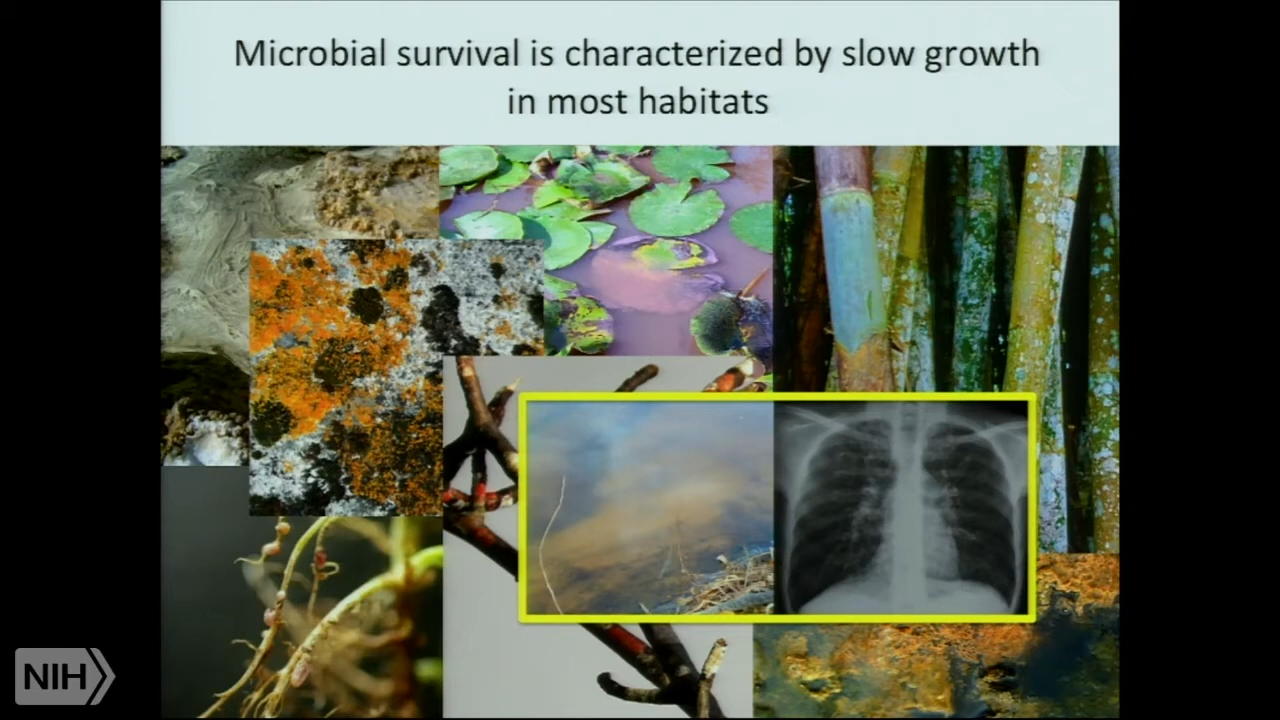 Microbial survival is characterized by slow growth
in most habitats
NIH